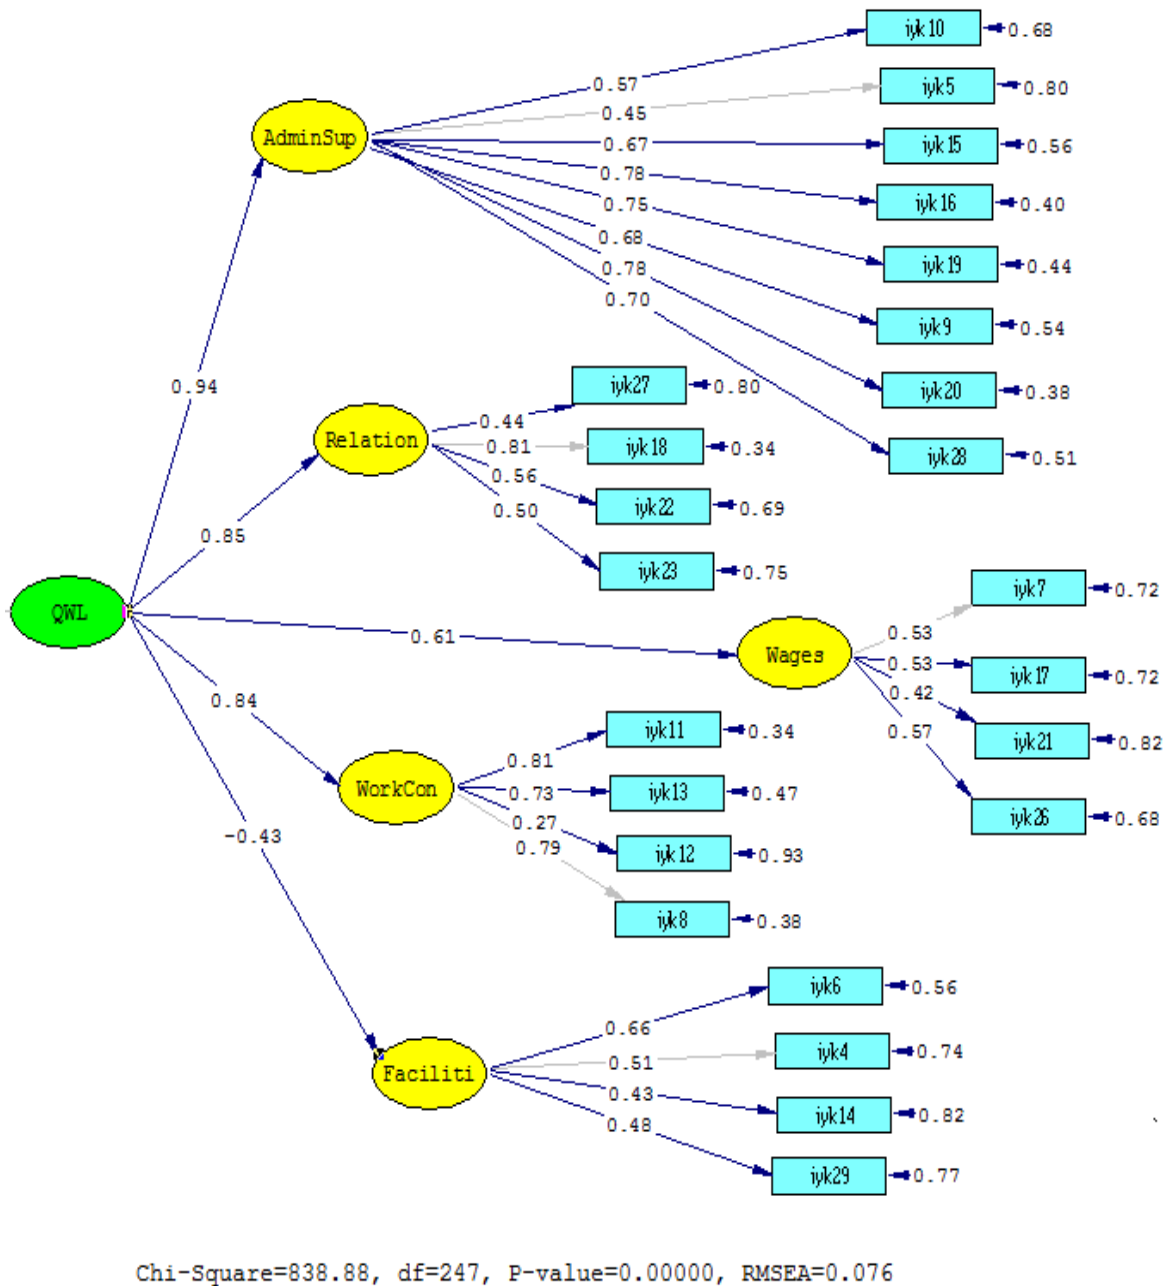 iyk10
0.68
0.57
iyk5
0.80
0.45
AdminSup
iyk15
0.56
0.67
0.78
iyk16
0.40
0.75
0.68
iyk19
0.44
0.78
0.70
iyk9
0.54
0.94
iyk27
0.80
iyk20
0.38
0.44
Relation
0.81
iyk18
0.34
iyk28
0.51
0.56
0.50
iyk22
0.69
0.85
iyk23
0.75
iyk7
0.72
QWL
0.61
0.53
Wages
0.53
iyk17
0.72
0.42
0.84
iyk11
0.34
0.57
iyk21
0.82
0.81
WorkCon
0.73
iyk13
0.47
0.27
iyk26
0.68
-0.43
0.79
iyk12
0.93
iyk8
0.38
iyk6
0.56
0.66
0.51
iyk4
0.74
Faciliti
0.43
iyk14
0.82
0.48
iyk29
0.77
Chi-Square=838.88, df=247, P-value=0.00000, RMSEA=0.076